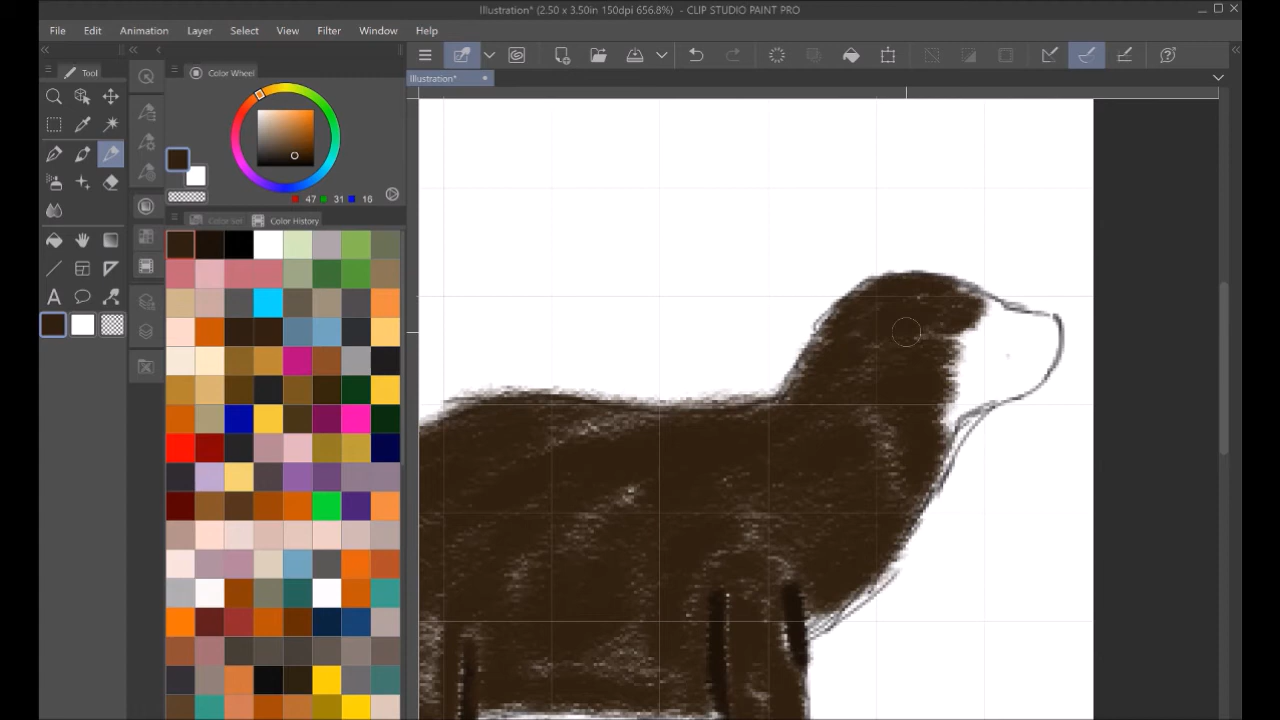 Illustration* (2.50 x 3.50in 150dpi 656.8%) - CLIP STUDIO PAINT PRO
File Edit Animation Layer Select View Filter Window Help
Tool
Color Wheel
Illustration*
47 31 16
Color Set Color History